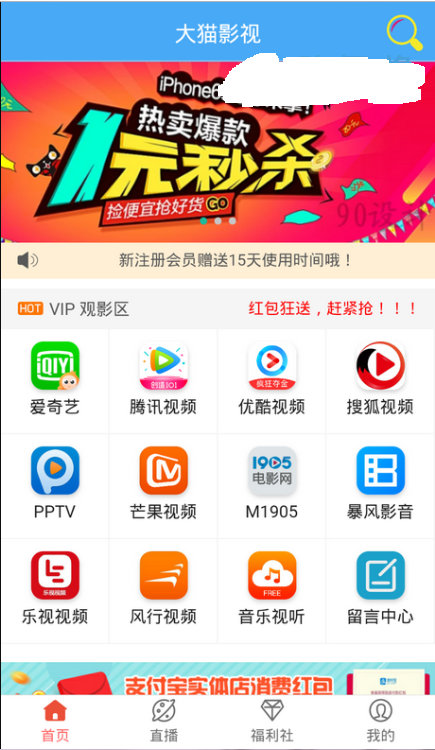 大猫影视
iPhone6
热卖爆款
1元秒杀
捡便宜抢好货 GO
90设
新注册会员赠送15天使用时间哦！
HOT VIP 观影区 红包狂送，赶紧抢！！！
iQIYI
创造101
疯狂夺金
爱奇艺 腾讯视频 优酷视频 搜狐视频
1905
电影网
PPTV 芒果视频 M1905 暴风影音
乐视视频
FREE
乐视视频 风行视频 音乐视听 留言中心
支付宝实体店消费红包
首页 直播 福利社 我的